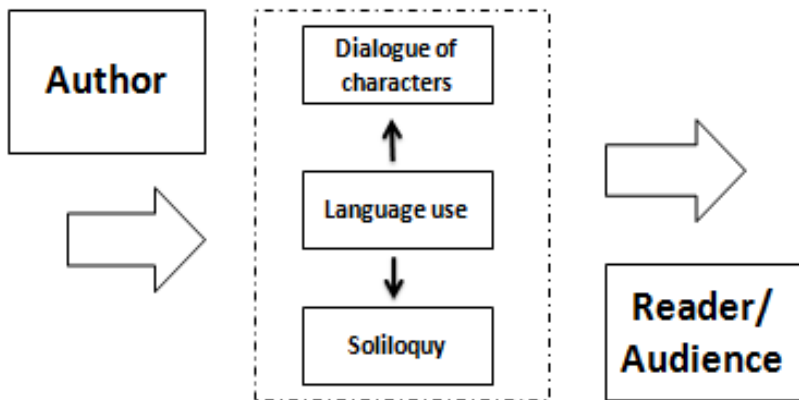 Author
Dialogue of
characters
Language use
Soliloquy
Reader/
Audience